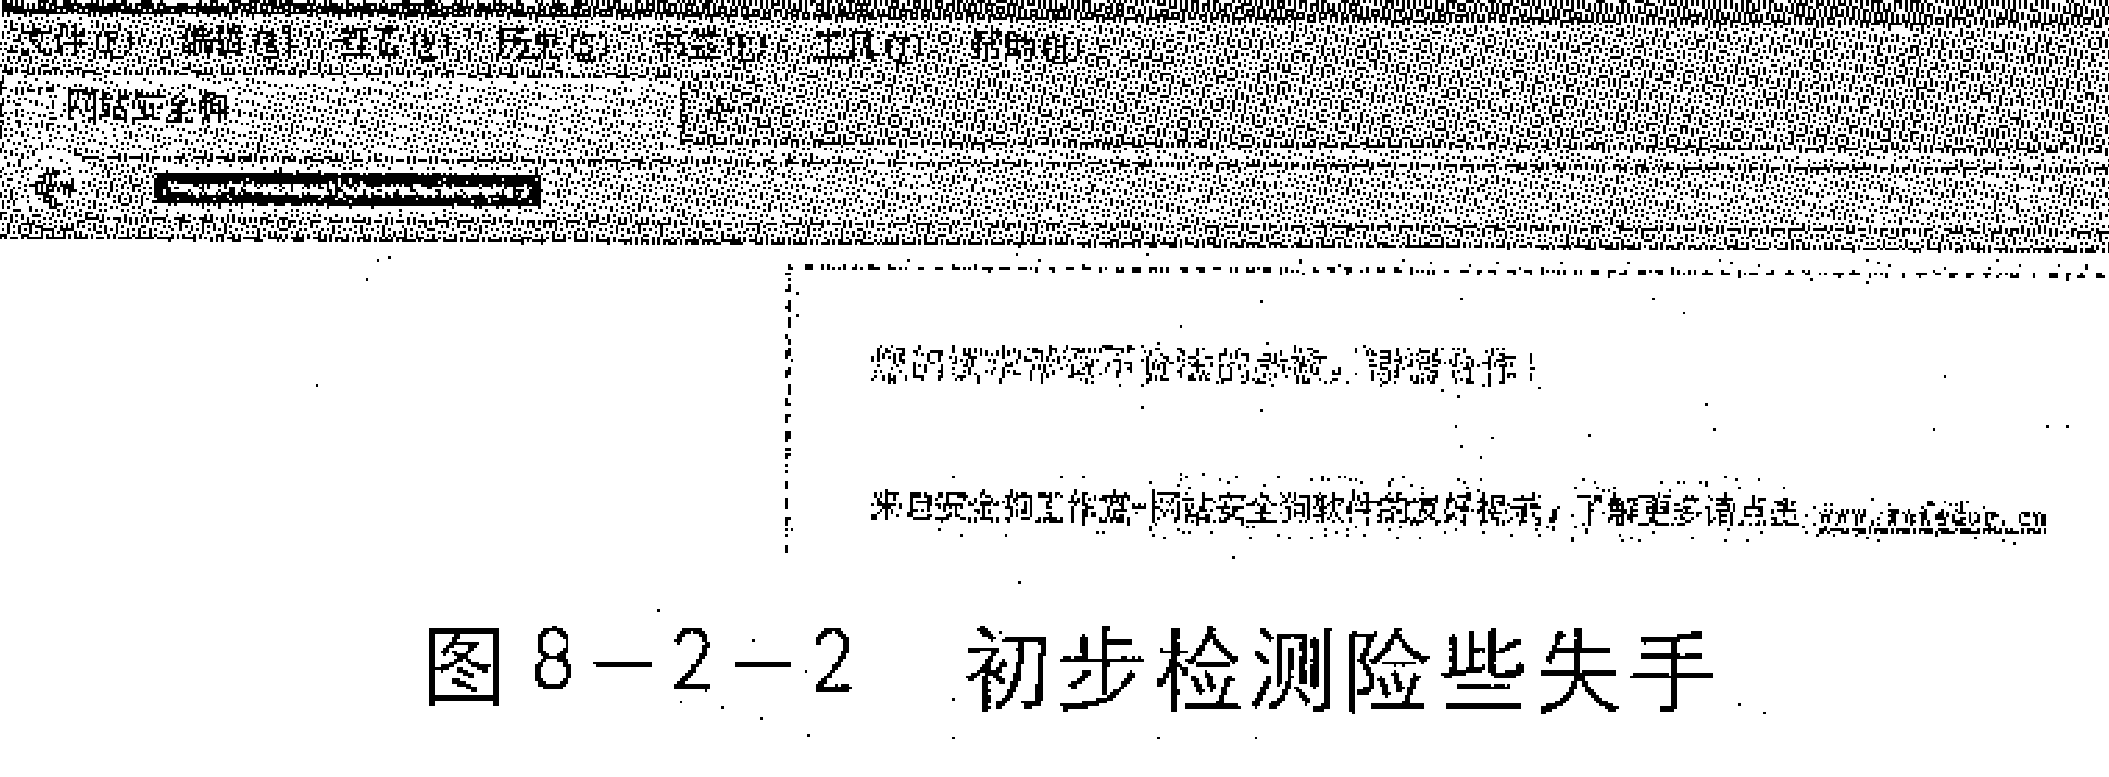 文件(F) 编辑(E) 查看(V) 历史(S) 书签(B) 工具(T) 帮助(H)
网站安全狗
您的请求带有不合法的参数，谢谢合作！
来自安全狗工作室-网站安全狗软件的友好提示，了解更多请点击
图8－2－2 初步检测险些失手